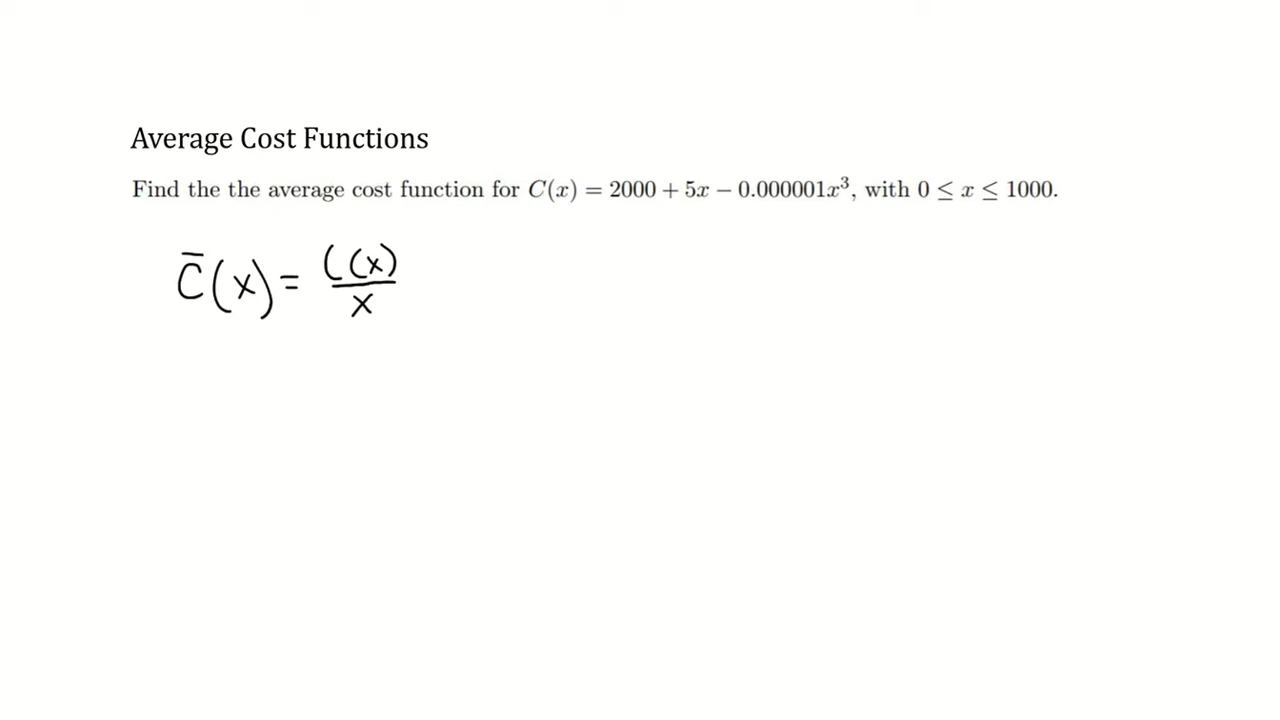 Average Cost Functions
Find the the average cost function for C(x) = 2000 + 5x − 0.000001x³, with 0 ≤ x ≤ 1000.
C̄(x) = C(x)/x